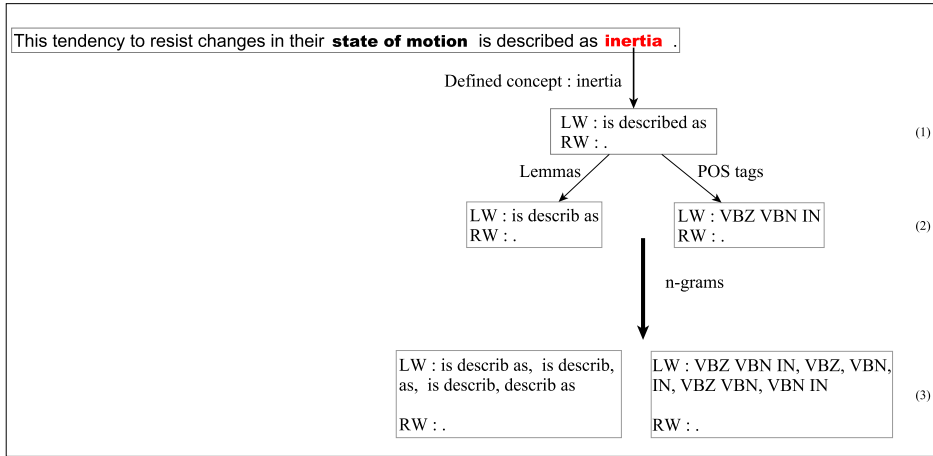 This tendency to resist changes in their state of motion is described as inertia .
Defined concept : inertia
LW : is described as
RW : .
(1)
Lemmas
POS tags
LW : is describ as
RW : .
LW : VBZ VBN IN
RW : .
(2)
n-grams
LW : is describ as, is describ,
as, is describ, describ as
RW : .
LW : VBZ VBN IN, VBZ, VBN,
IN, VBZ VBN, VBN IN
RW : .
(3)